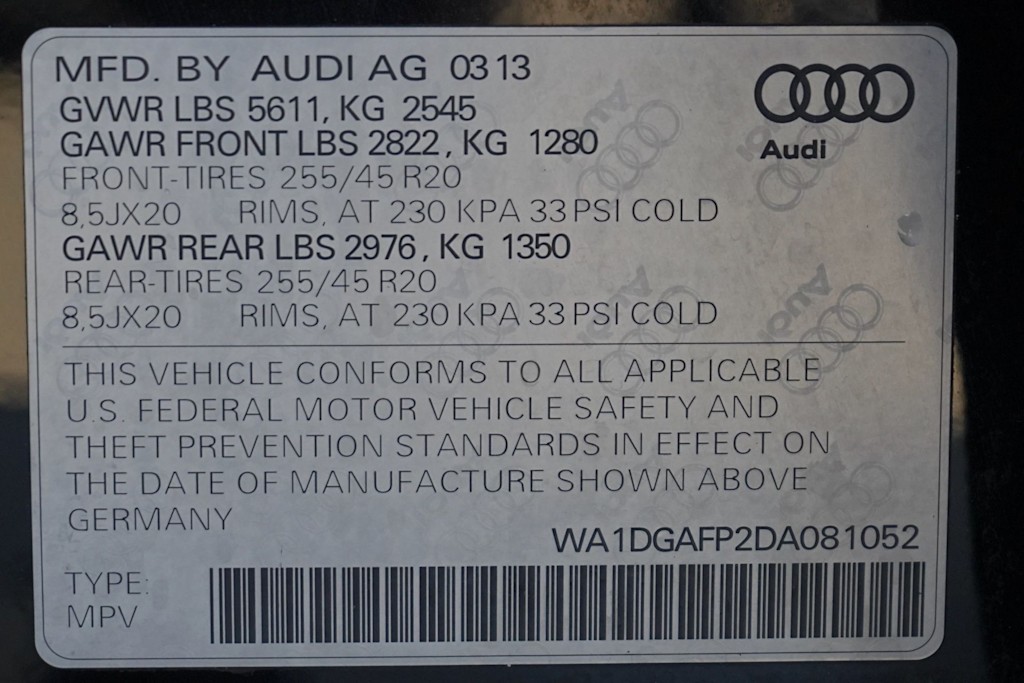 MFD. BY AUDI AG 03 13
GVWR LBS 5611, KG 2545
GAWR FRONT LBS 2822, KG 1280
FRONT-TIRES 255/45 R20
8,5JX20 RIMS, AT 230 KPA 33 PSI COLD
GAWR REAR LBS 2976, KG 1350
REAR-TIRES 255/45 R20
8,5JX20 RIMS, AT 230 KPA 33 PSI COLD
Audi
THIS VEHICLE CONFORMS TO ALL APPLICABLE
U.S. FEDERAL MOTOR VEHICLE SAFETY AND
THEFT PREVENTION STANDARDS IN EFFECT ON
THE DATE OF MANUFACTURE SHOWN ABOVE
GERMANY
WA1DGAFP2DA081052
TYPE:
MPV